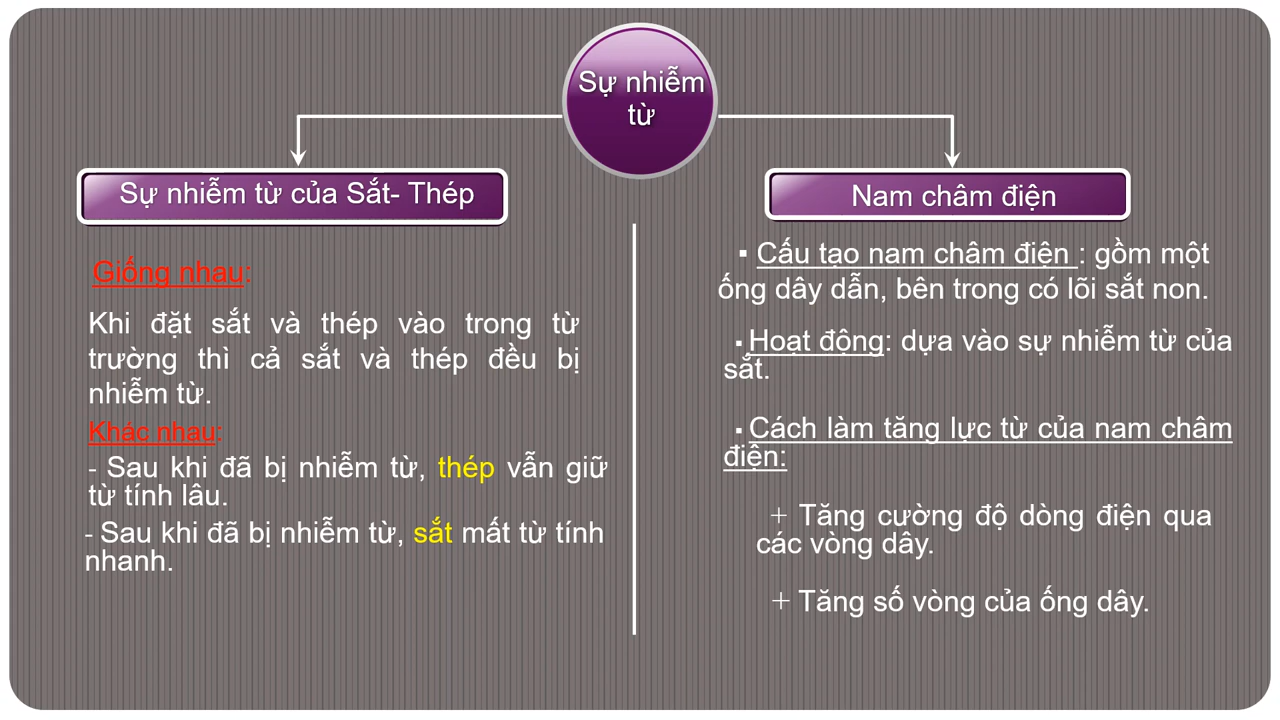 Sự nhiễm
từ
Sự nhiễm từ của Sắt- Thép
Giống nhau:
Khi đặt sắt và thép vào trong từ
trường thì cả sắt và thép đều bị
nhiễm từ.
Khác nhau:
- Sau khi đã bị nhiễm từ, thép vẫn giữ
từ tính lâu.
- Sau khi đã bị nhiễm từ, sắt mất từ tính
nhanh.
Nam châm điện
▪ Cấu tạo nam châm điện : gồm một
ống dây dẫn, bên trong có lõi sắt non.
▪ Hoạt động: dựa vào sự nhiễm từ của
sắt.
▪ Cách làm tăng lực từ của nam châm
điện:
+ Tăng cường độ dòng điện qua
các vòng dây.
+ Tăng số vòng của ống dây.